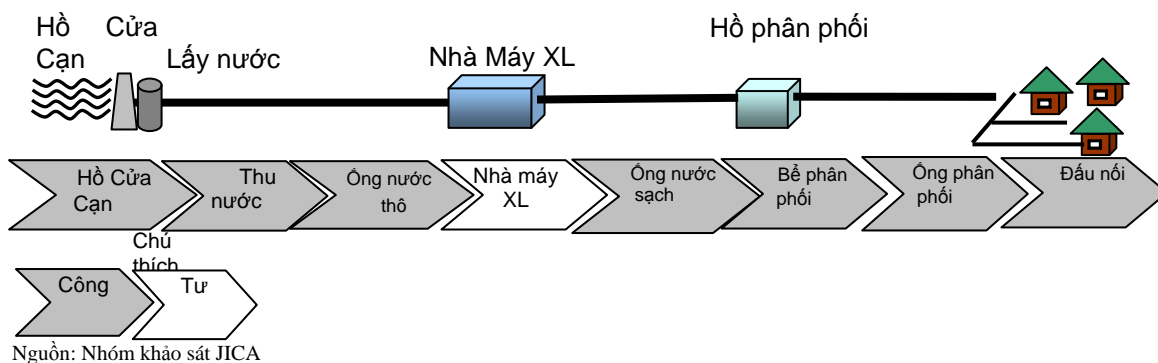 Hồ Cửa
Cạn
Lấy nước
Nhà Máy XL
Hồ phân phối
Hồ Cửa
Cạn
Thu
nước
Ống nước
thô
Nhà máy
XL
Ống nước
sạch
Bể phân
phối
Ống phân
phối
Đấu nối
Chú
thích
Công
Tư
Nguồn: Nhóm khảo sát JICA